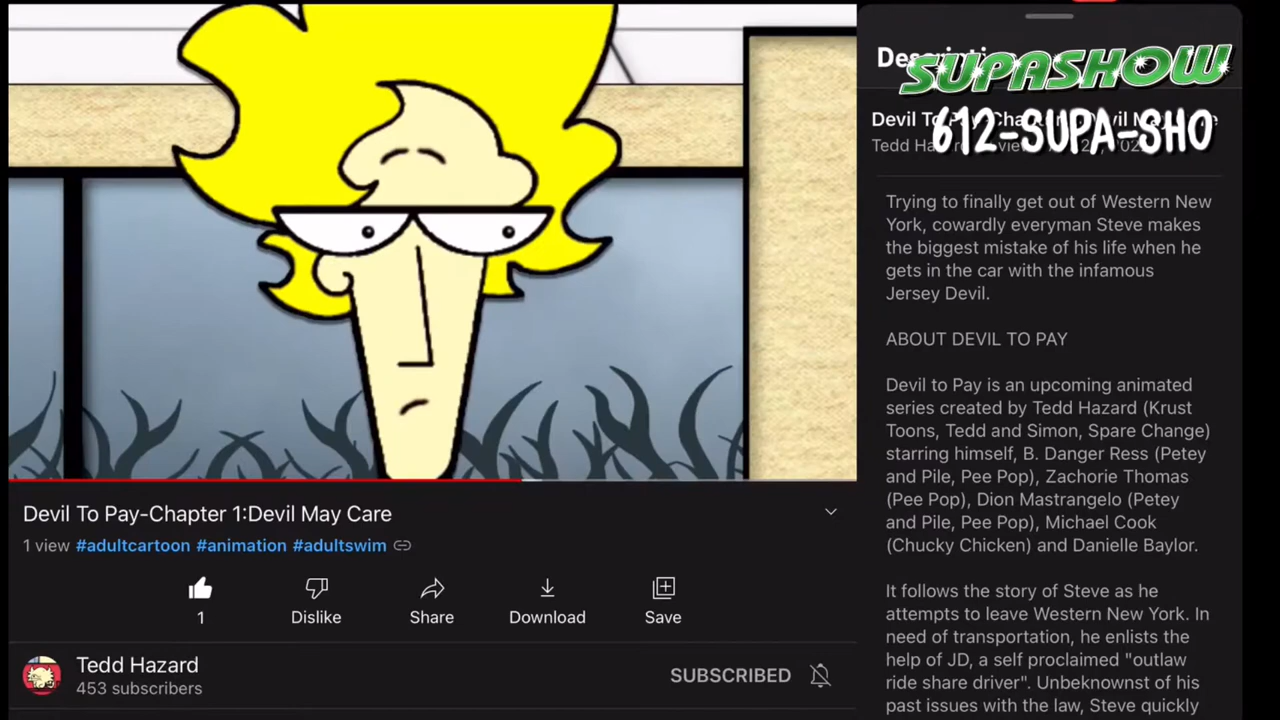 SUPASHOW
612-SUPA-SHO
Devil To Pay-Chapter 1:Devil May Care
1 view #adultcartoon #animation #adultswim
1
Dislike
Share
Download
Save
Tedd Hazard
453 subscribers
SUBSCRIBED
Trying to finally get out of Western New
York, cowardly everyman Steve makes
the biggest mistake of his life when he
gets in the car with the infamous
Jersey Devil.
ABOUT DEVIL TO PAY
Devil to Pay is an upcoming animated
series created by Tedd Hazard (Krust
Toons, Tedd and Simon, Spare Change)
starring himself, B. Danger Ress (Petey
and Pile, Pee Pop), Zachorie Thomas
(Pee Pop), Dion Mastrangelo (Petey
and Pile, Pee Pop), Michael Cook
(Chucky Chicken) and Danielle Baylor.
It follows the story of Steve as he
attempts to leave Western New York. In
need of transportation, he enlists the
help of JD, a self proclaimed "outlaw
ride share driver". Unbeknownst of his
past issues with the law, Steve quickly